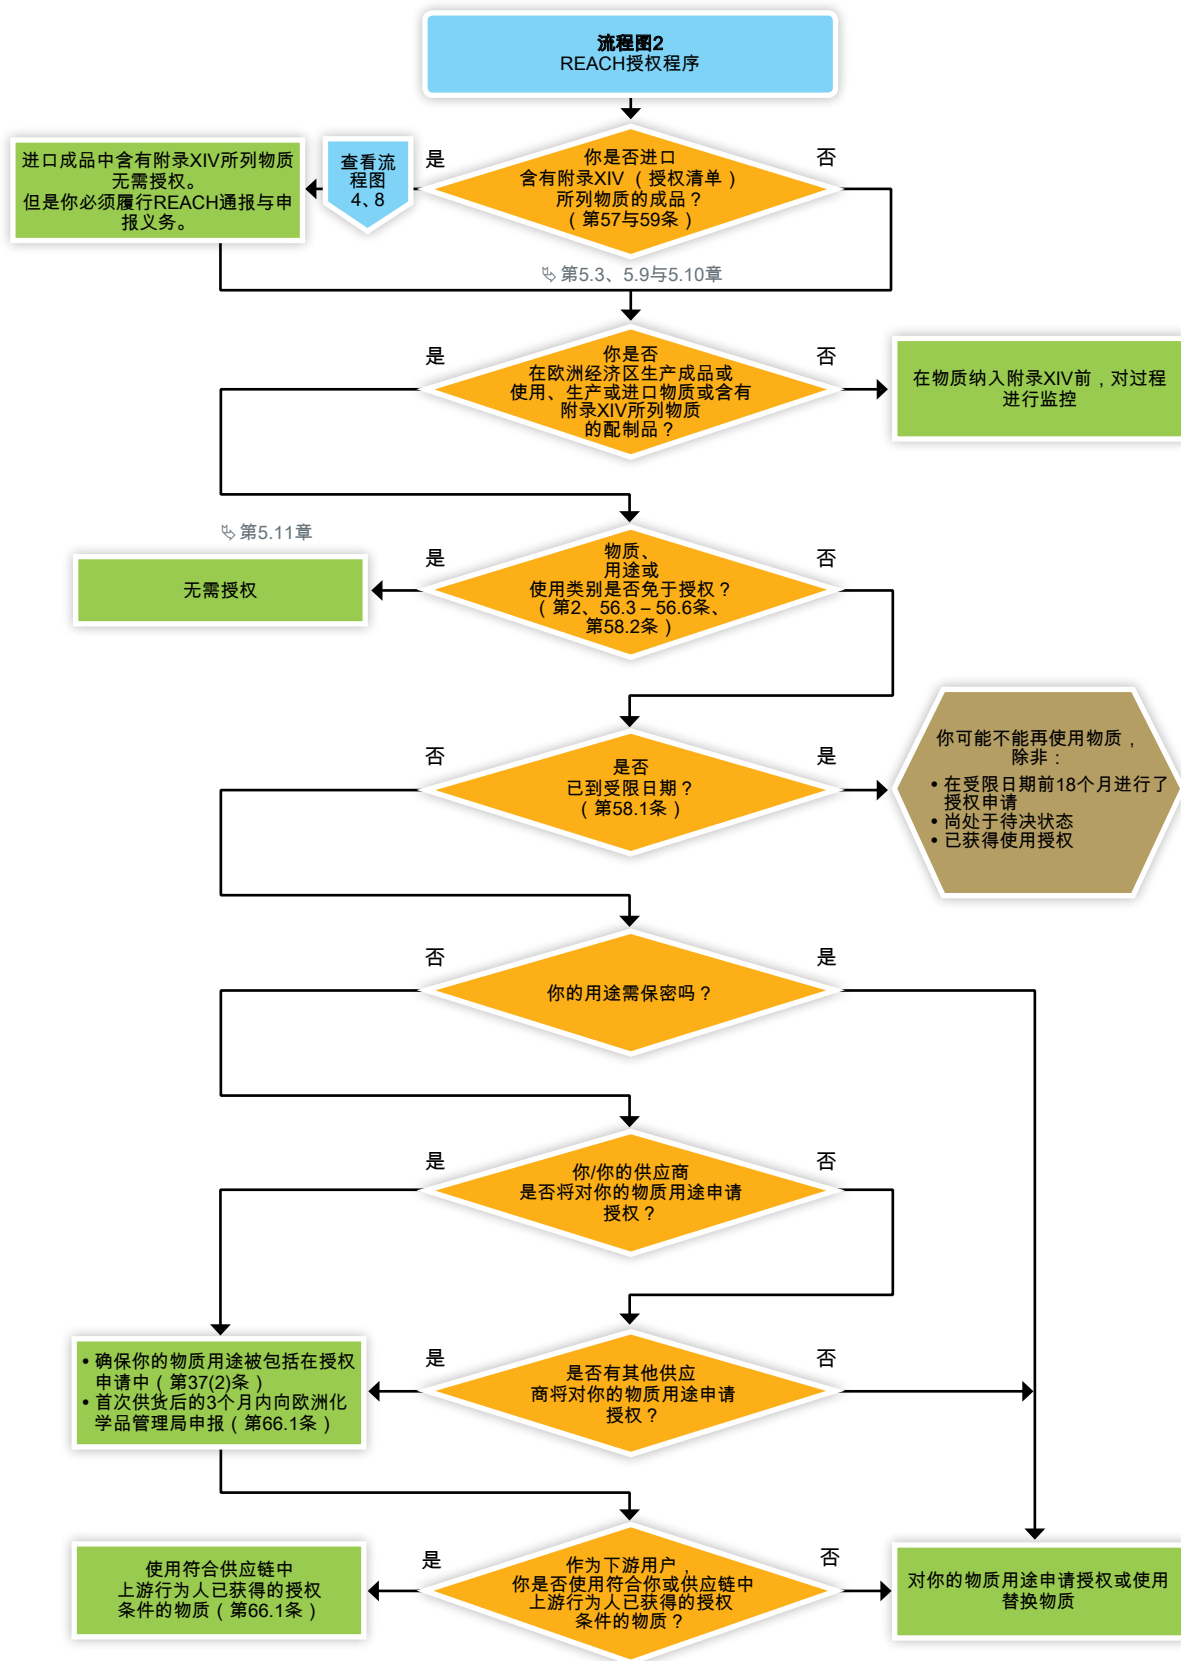 流程图2
REACH授权程序
进口成品中含有附录XIV所列物质
无需授权。
但是你必须履行REACH通报与申
报义务。
查看流
程图
4、8
是
你是否进口
含有附录XIV（授权清单）
所列物质的成品？
（第57与59条）
否
第5.3、5.9与5.10章
是
你是否
在欧洲经济区生产成品或
使用、生产或进口物质或含有
附录XIV所列物质
的配制品？
否
在物质纳入附录XIV前，对过程
进行监控
第5.11章
无需授权
是
物质、
用途或
使用类别是否免于授权？
（第2、56.3 – 56.6条、
第58.2条）
否
否
是否
已到受限日期？
（第58.1条）
是
你可能不能再使用物质，
除非：
• 在受限日期前18个月进行了
授权申请
• 尚处于待决状态
• 已获得使用授权
否
你的用途需保密吗？
是
是
你/你的供应商
是否将对你的物质用途申请
授权？
否
• 确保你的物质用途被包括在授权
申请中（第37(2)条）
• 首次供货后的3个月内向欧洲化
学品管理局申报（第66.1条）
是
是否有其他供应
商将对你的物质用途申请
授权？
否
使用符合供应链中
上游行为人已获得的授权
条件的物质（第66.1条）
是
作为下游用户，
你是否使用符合你或供应链中
上游行为人已获得的授权
条件的物质？
否
对你的物质用途申请授权或使用
替换物质